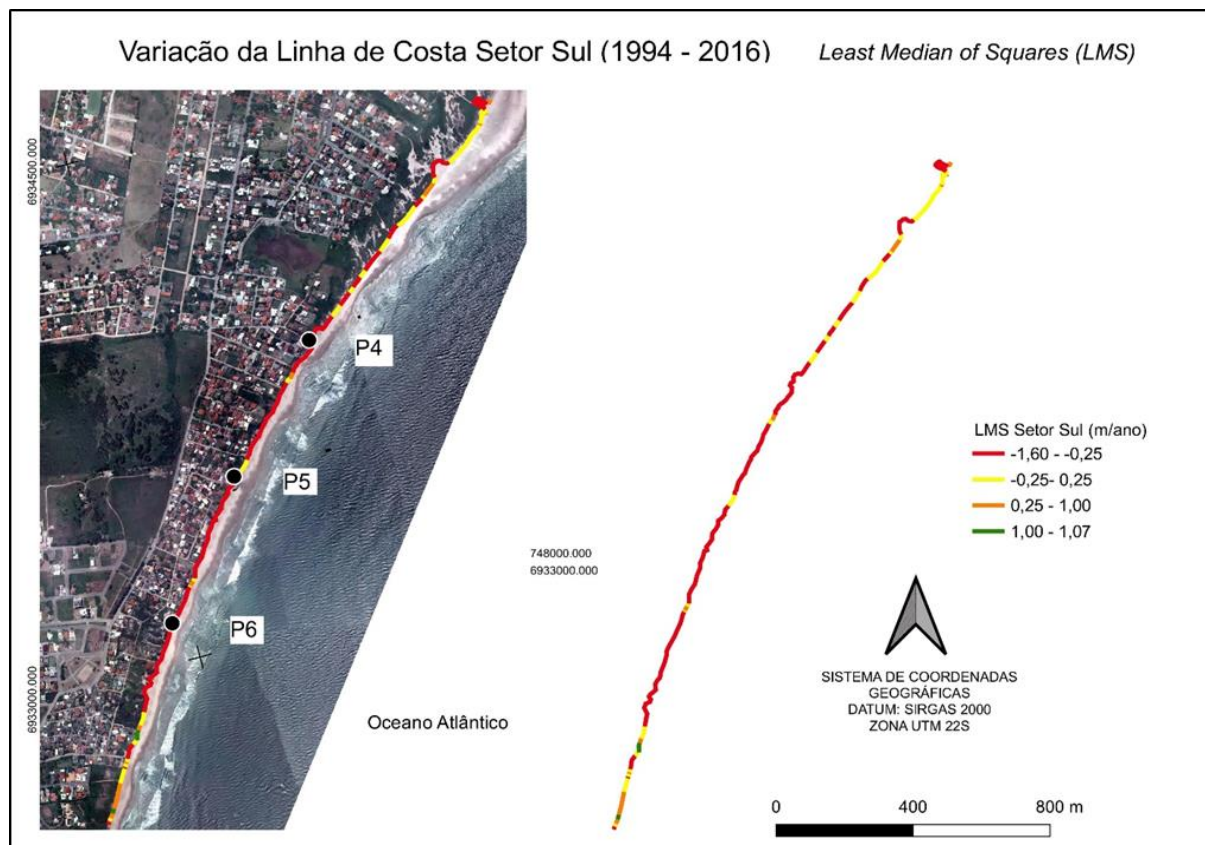 Variação da Linha de Costa Setor Sul (1994 - 2016)
Least Median of Squares (LMS)
6934500.000
P4
P5
P6
6933000.000
Oceano Atlântico
748000.000
6933000.000
LMS Setor Sul (m/ano)
-1,60 - -0,25
-0,25- 0,25
0,25 - 1,00
1,00 - 1,07
SISTEMA DE COORDENADAS
GEOGRÁFICAS
DATUM: SIRGAS 2000
ZONA UTM 22S
0 400 800 m